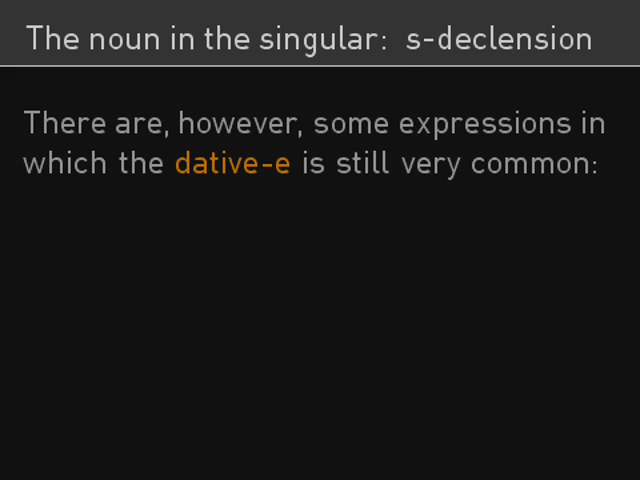 The noun in the singular: s-declension
There are, however, some expressions in
which the dative-e is still very common: